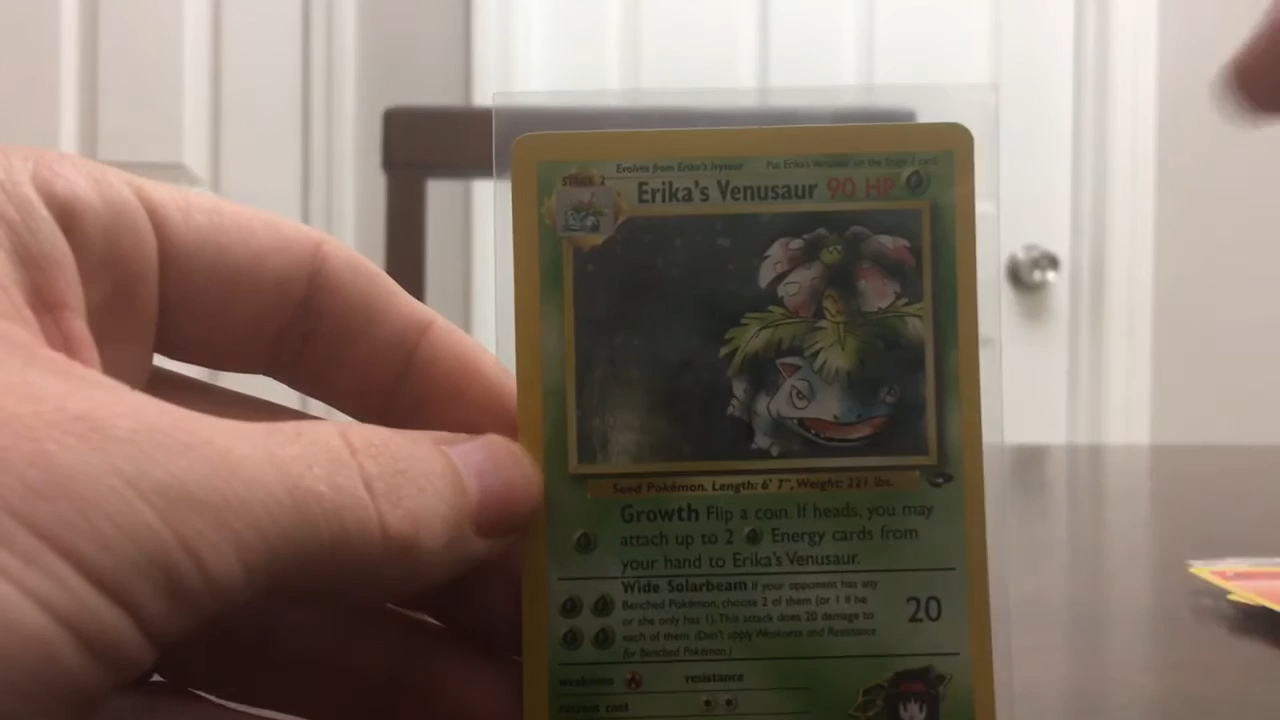 Evolves from Erika's Ivysaur Put Erika's Venusaur on the Stage 1 card
STAGE 2
Erika's Venusaur 90 HP
Seed Pokémon. Length: 6' 7", Weight: 221 lbs.
Growth Flip a coin. If heads, you may
attach up to 2 Energy cards from
your hand to Erika's Venusaur.
Wide Solarbeam If your opponent has any
Benched Pokémon, choose 2 of them (or 1 if he
or she only has 1). This attack does 20 damage to
each of them. (Don't apply Weakness and Resistance
for Benched Pokémon.)
20
weakness resistance
retreat cost